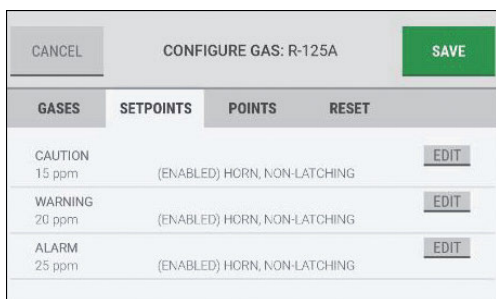 CANCEL CONFIGURE GAS: R-125A SAVE
GASES SETPOINTS POINTS RESET
CAUTION EDIT
15 ppm (ENABLED) HORN, NON-LATCHING
WARNING EDIT
20 ppm (ENABLED) HORN, NON-LATCHING
ALARM EDIT
25 ppm (ENABLED) HORN, NON-LATCHING